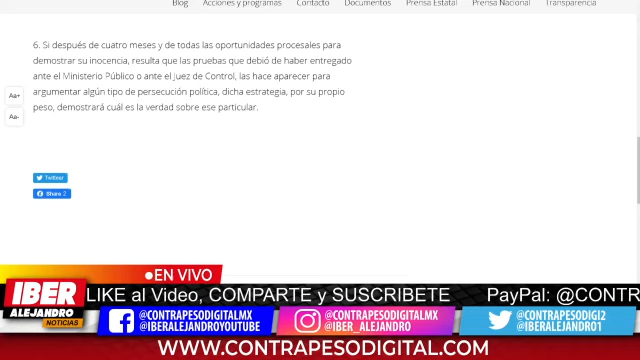 Blog Acciones y programas Contacto Documentos Prensa Estatal Prensa Nacional Transparencia
6. Si después de cuatro meses y de todas las oportunidades procesales para
demostrar su inocencia, resulta que las pruebas que debió de haber entregado
ante el Ministerio Público o ante el Juez de Control, las hace aparecer para
argumentar algún tipo de persecución política, dicha estrategia, por su propio
peso, demostrará cuál es la verdad sobre ese particular.
Aa+
Aa-
Twittear
Share 2
EN VIVO
IBER
ALEJANDRO
NOTICIAS
LIKE al Video, COMPARTE y SUSCRIBETE PayPal: @CONTRA
@CONTRAPESODIGITALMX
@IBERALEJANDROYOUTUBE
@CONTRAPESODIGITALMX
@IBER_ALEJANDRO
@CONTRAPESODIGI2
@IBERALEJANDRO1
WWW.CONTRAPESODIGITAL.COM